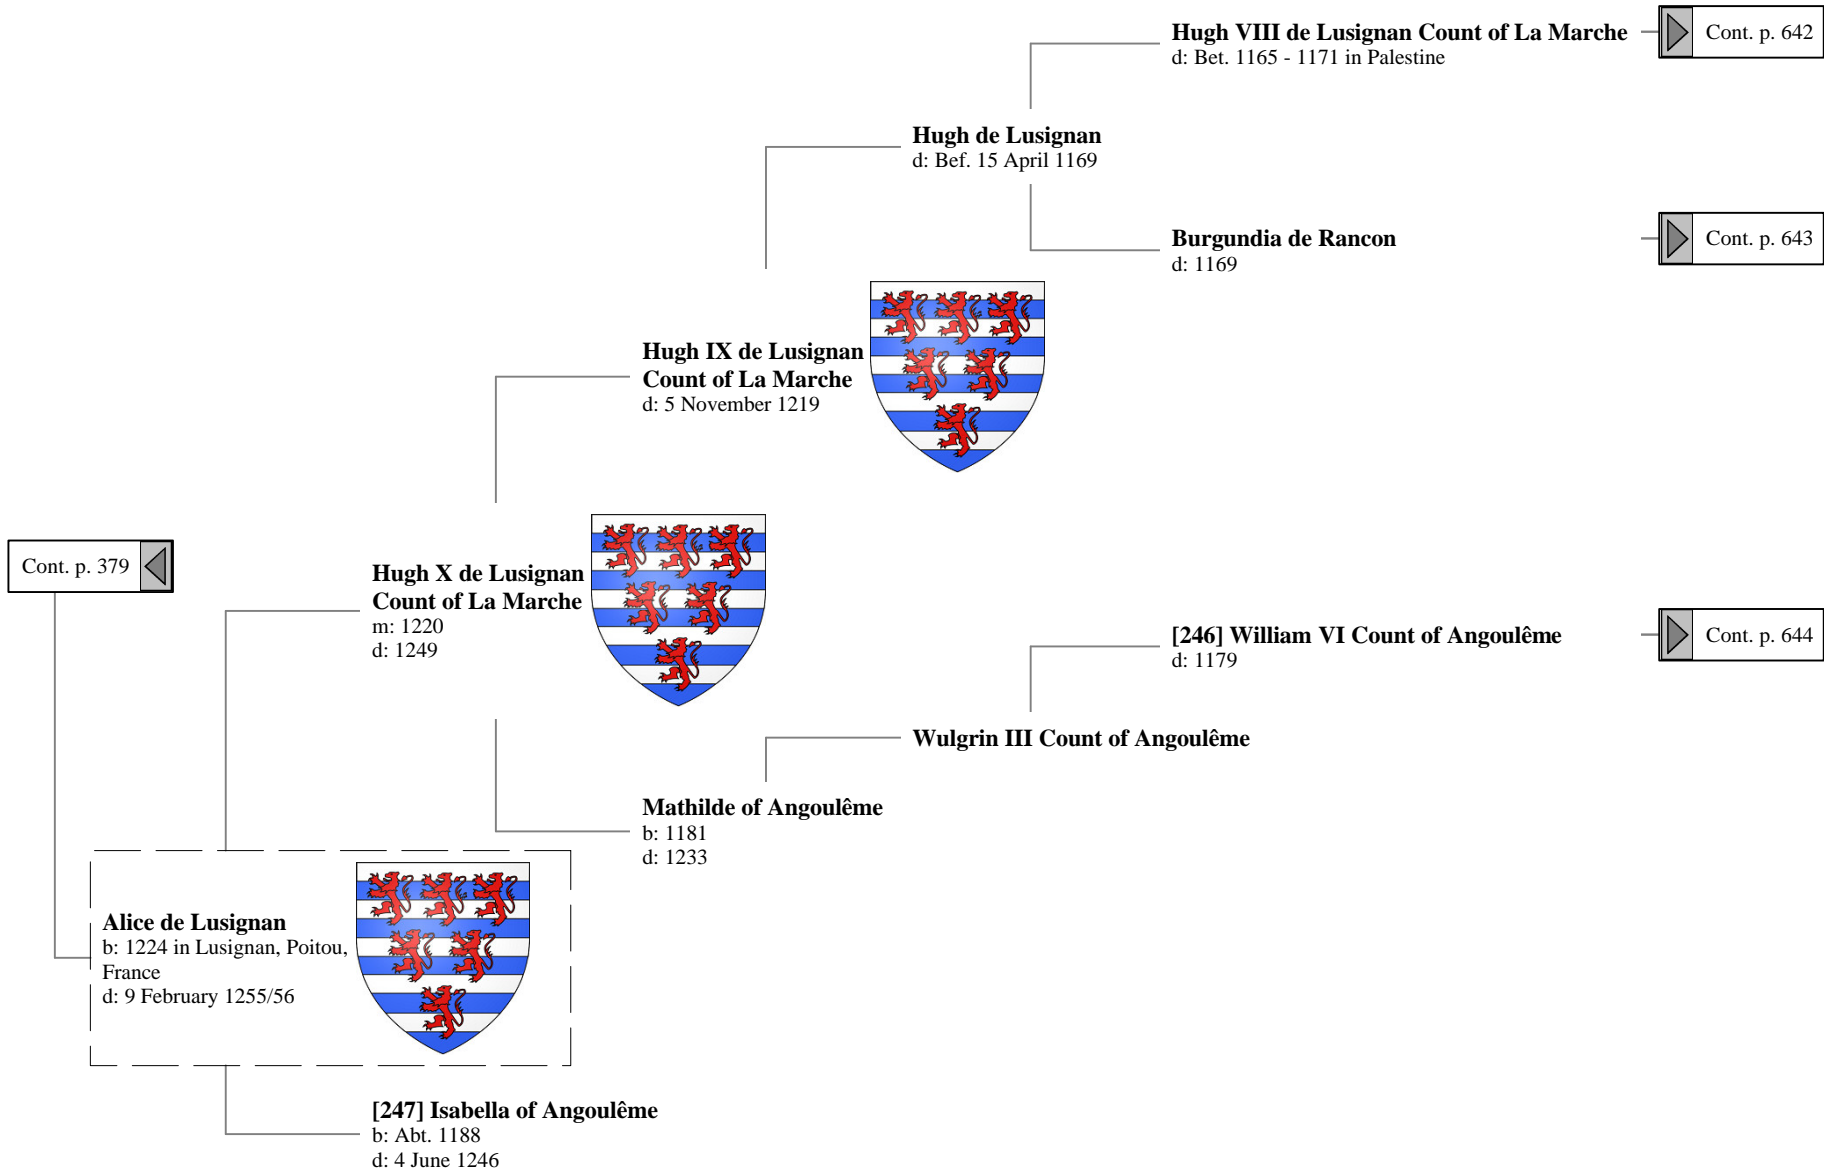 Hugh VIII de Lusignan Count of La Marche
d: Bet. 1165 - 1171 in Palestine
Cont. p. 642
Hugh de Lusignan
d: Bef. 15 April 1169
Burgundia de Rancon
d: 1169
Cont. p. 643
Hugh IX de Lusignan
Count of La Marche
d: 5 November 1219
Cont. p. 379
Hugh X de Lusignan
Count of La Marche
m: 1220
d: 1249
[246] William VI Count of Angoulême
d: 1179
Cont. p. 644
Wulgrin III Count of Angoulême
Mathilde of Angoulême
b: 1181
d: 1233
Alice de Lusignan
b: 1224 in Lusignan, Poitou,
France
d: 9 February 1255/56
[247] Isabella of Angoulême
b: Abt. 1188
d: 4 June 1246